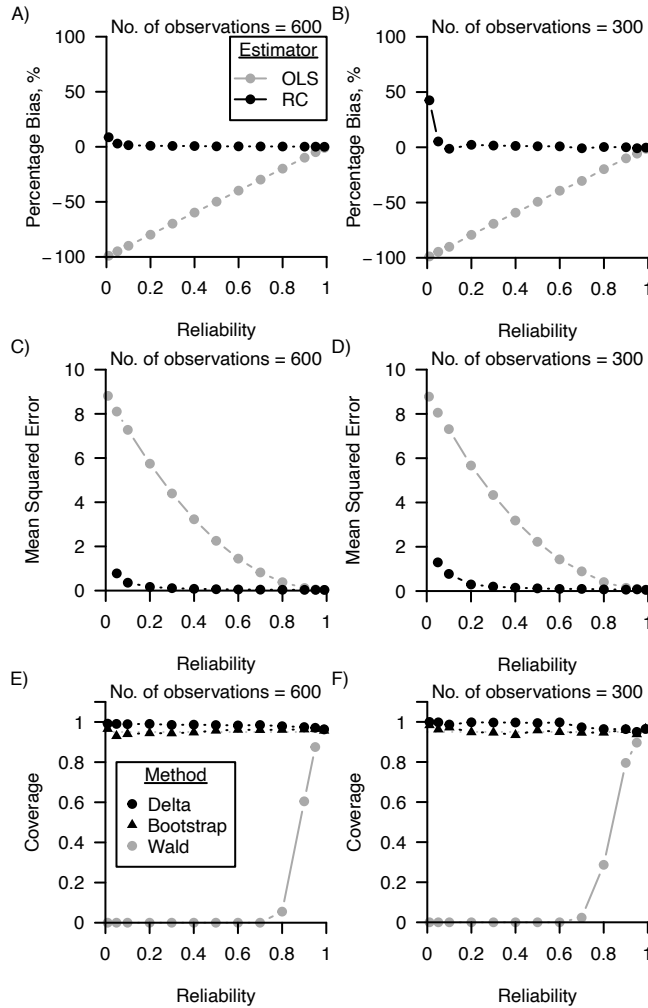 A)
No. of observations = 600
Percentage Bias, %
100
50
0
−50
−100
Estimator
OLS
RC
0 0.2 0.4 0.6 0.8 1
Reliability
B)
No. of observations = 300
Percentage Bias, %
100
50
0
−50
−100
0 0.2 0.4 0.6 0.8 1
Reliability
C)
No. of observations = 600
Mean Squared Error
10
8
6
4
2
0
0 0.2 0.4 0.6 0.8 1
Reliability
D)
No. of observations = 300
Mean Squared Error
10
8
6
4
2
0
0 0.2 0.4 0.6 0.8 1
Reliability
E)
No. of observations = 600
Coverage
1
0.8
0.6
0.4
0.2
0
Method
Delta
Bootstrap
Wald
0 0.2 0.4 0.6 0.8 1
Reliability
F)
No. of observations = 300
Coverage
1
0.8
0.6
0.4
0.2
0
0 0.2 0.4 0.6 0.8 1
Reliability